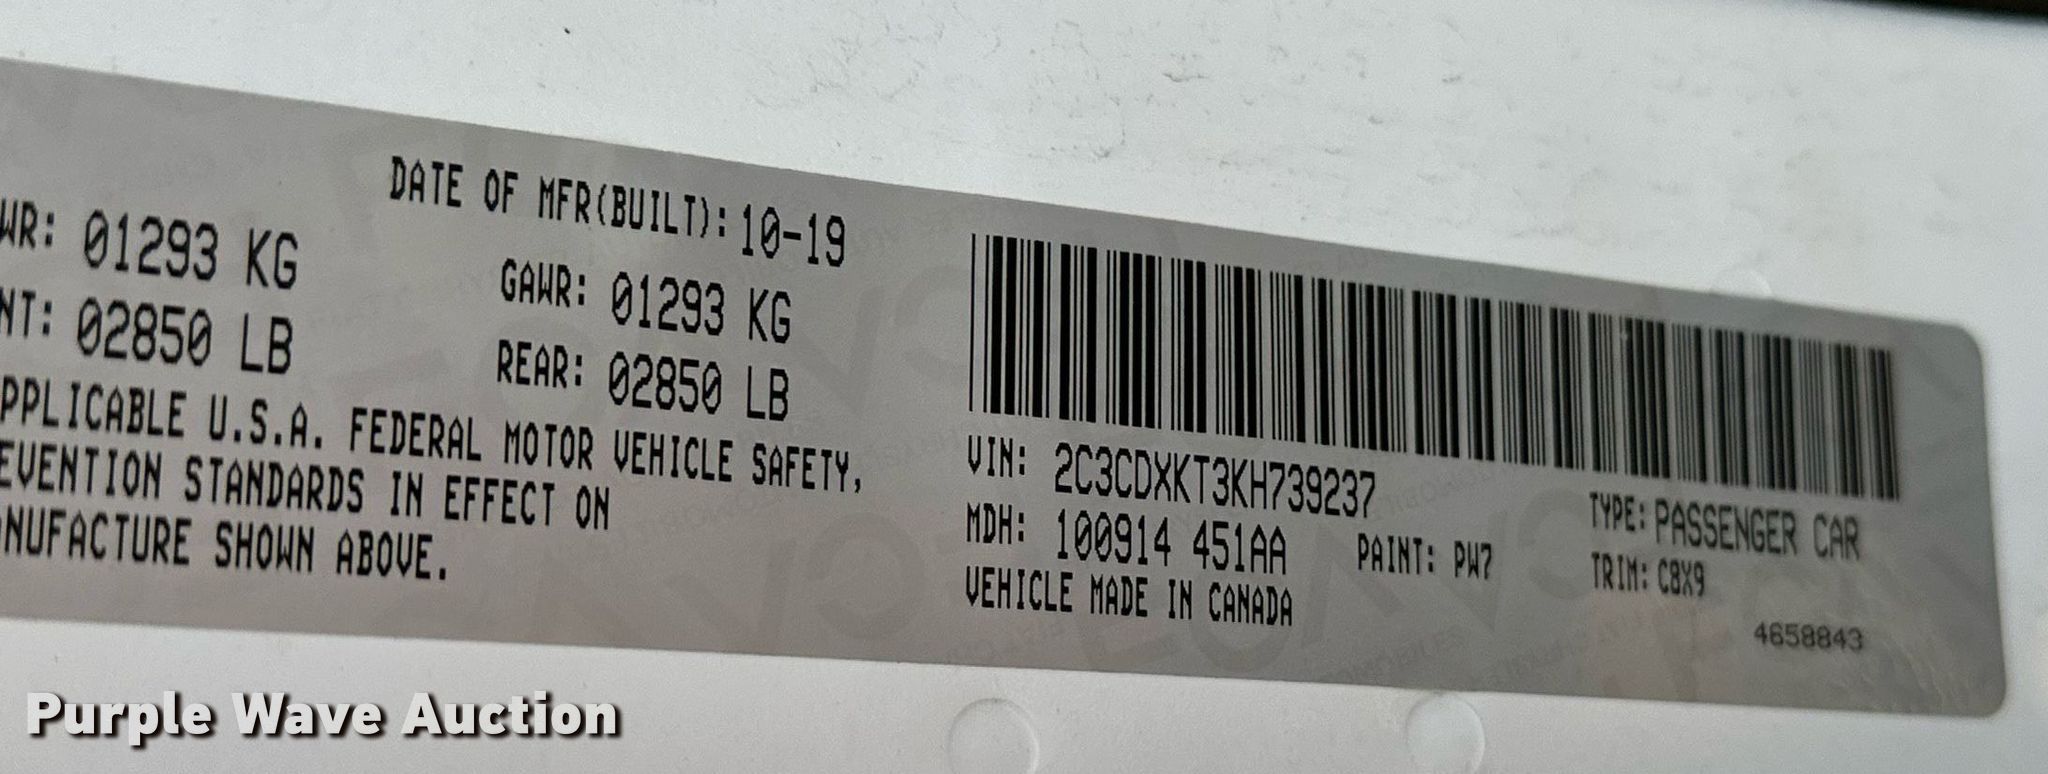 DATE OF MFR(BUILT): 10-19
WR: 01293 KG
GAWR: 01293 KG
NT: 02850 LB
REAR: 02850 LB
PPLICABLE U.S.A. FEDERAL MOTOR VEHICLE SAFETY,
EVENTION STANDARDS IN EFFECT ON
NUFACTURE SHOWN ABOVE.
VIN: 2C3CDXKT3KH739237
TYPE: PASSENGER CAR
MDH: 100914 451AA
PAINT: PW7
TRIM: C8X9
VEHICLE MADE IN CANADA
4658843
Purple Wave Auction